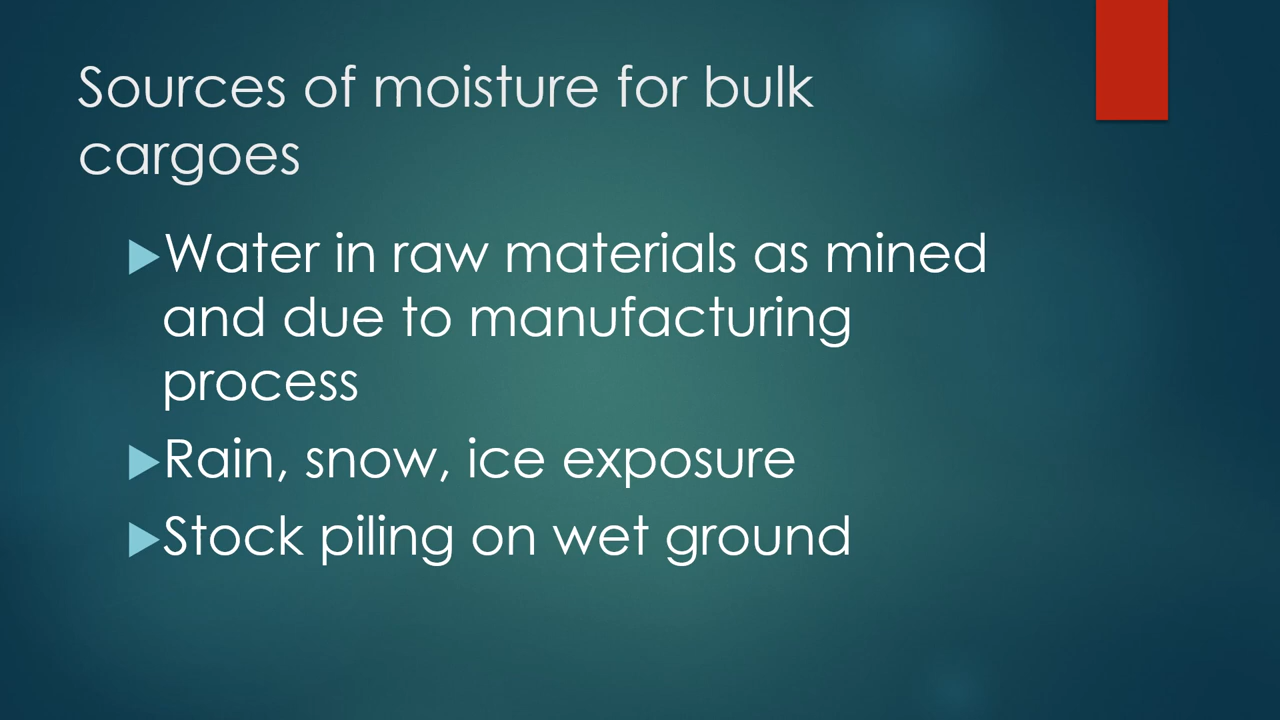 Sources of moisture for bulk
cargoes
Water in raw materials as mined
and due to manufacturing
process
Rain, snow, ice exposure
Stock piling on wet ground